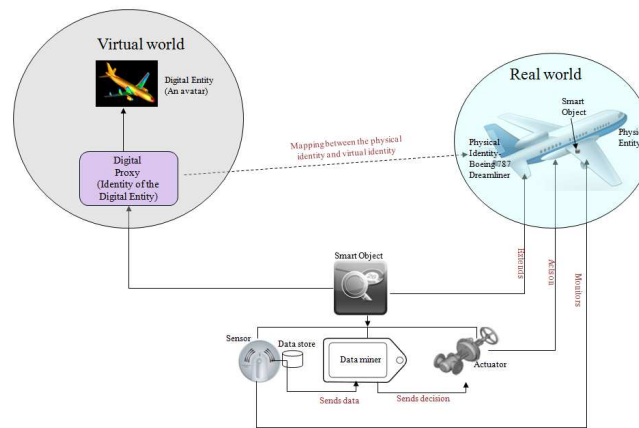 Virtual world
Digital Entity
(An avatar)
Digital
Proxy
(Identity of the
Digital Entity)
Mapping between the physical
identity and virtual identity
Real world
Smart
Object
Physical
Entity
Physical
Identity-
Boeing 787
Dreamliner
Smart Object
Extends
Action
Monitors
Sensor
Data store
Data miner
Actuator
Sends data
Sends decision